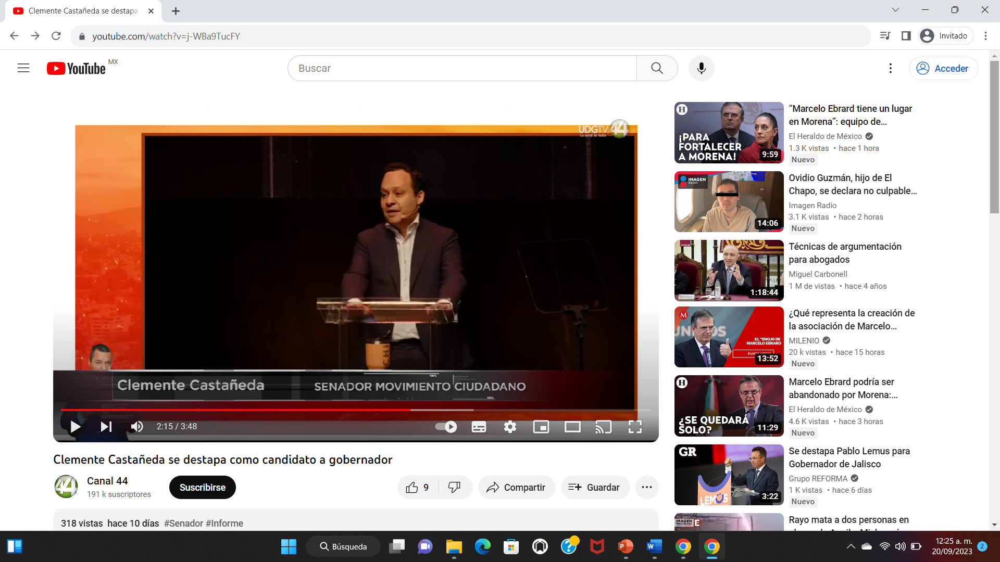 Clemente Castañeda se destapa
youtube.com/watch?v=j-WBa9TucFY
Invitado
YouTube MX
Buscar
Acceder
UDGTV 44
La señal de todos
Clemente Castañeda
SENADOR MOVIMIENTO CIUDADANO
2:15 / 3:48
Clemente Castañeda se destapa como candidato a gobernador
44
Canal 44
191 k suscriptores
Suscribirse
9
Compartir
Guardar
318 vistas hace 10 días #Senador #Informe
H
¡PARA
FORTALECER
A MORENA!
9:59
“Marcelo Ebrard tiene un lugar
en Morena”: equipo de...
El Heraldo de México
1.3 K vistas • hace 1 hora
Nuevo
IMAGEN
RADIO
14:06
Ovidio Guzmán, hijo de El
Chapo, se declara no culpable...
Imagen Radio
3.1 K vistas • hace 2 horas
Nuevo
#UCLM
1:18:44
Técnicas de argumentación
para abogados
Miguel Carbonell
1 M de vistas • hace 4 años
M
EL "ENOJO DE
MARCELO EBRARD
13:52
¿Qué representa la creación de
la asociación de Marcelo...
MILENIO
20 k vistas • hace 15 horas
Nuevo
H
¿SE QUEDARÁ
SOLO?
11:29
Marcelo Ebrard podría ser
abandonado por Morena:...
El Heraldo de México
4.6 K vistas • hace 3 horas
Nuevo
GR
LEMUS
3:22
Se destapa Pablo Lemus para
Gobernador de Jalisco
Grupo REFORMA
1 K vistas • hace 6 días
Nuevo
IMAGEN
MULTICAST
E
Rayo mata a dos personas en
Búsqueda
12:25 a. m.
20/09/2023
2